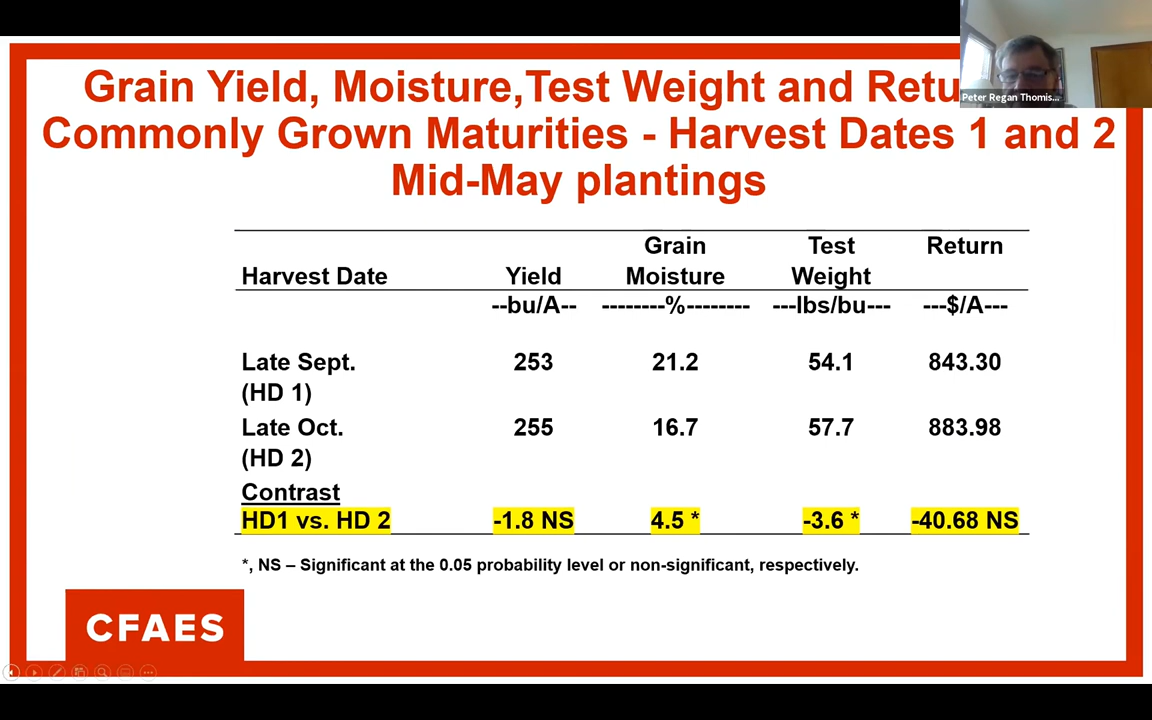 Grain Yield, Moisture,Test Weight and
Commonly Grown Maturities - Harvest Dates 1 and 2
Mid-May plantings
Peter Regan Thomis...
Grain Test Return
Harvest Date Yield Moisture Weight
--bu/A-- --------%-------- ---lbs/bu--- ---$/A---
Late Sept. 253 21.2 54.1 843.30
(HD 1)
Late Oct. 255 16.7 57.7 883.98
(HD 2)
Contrast
HD1 vs. HD 2 -1.8 NS 4.5 * -3.6 * -40.68 NS
*, NS – Significant at the 0.05 probability level or non-significant, respectively.
CFAES